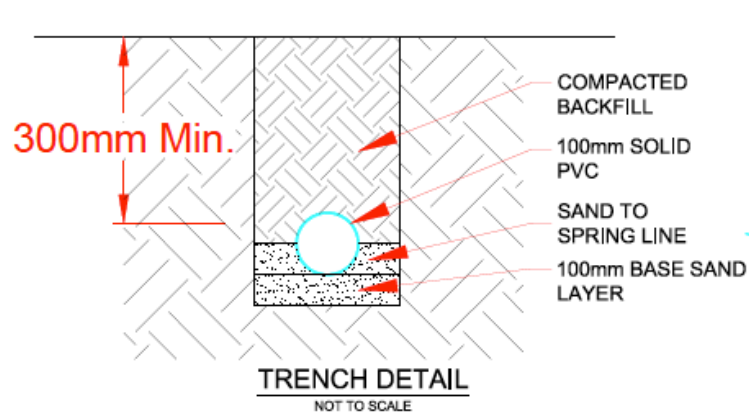 COMPACTED
BACKFILL
300mm Min.
100mm SOLID
PVC
SAND TO
SPRING LINE
100mm BASE SAND
LAYER
TRENCH DETAIL
NOT TO SCALE